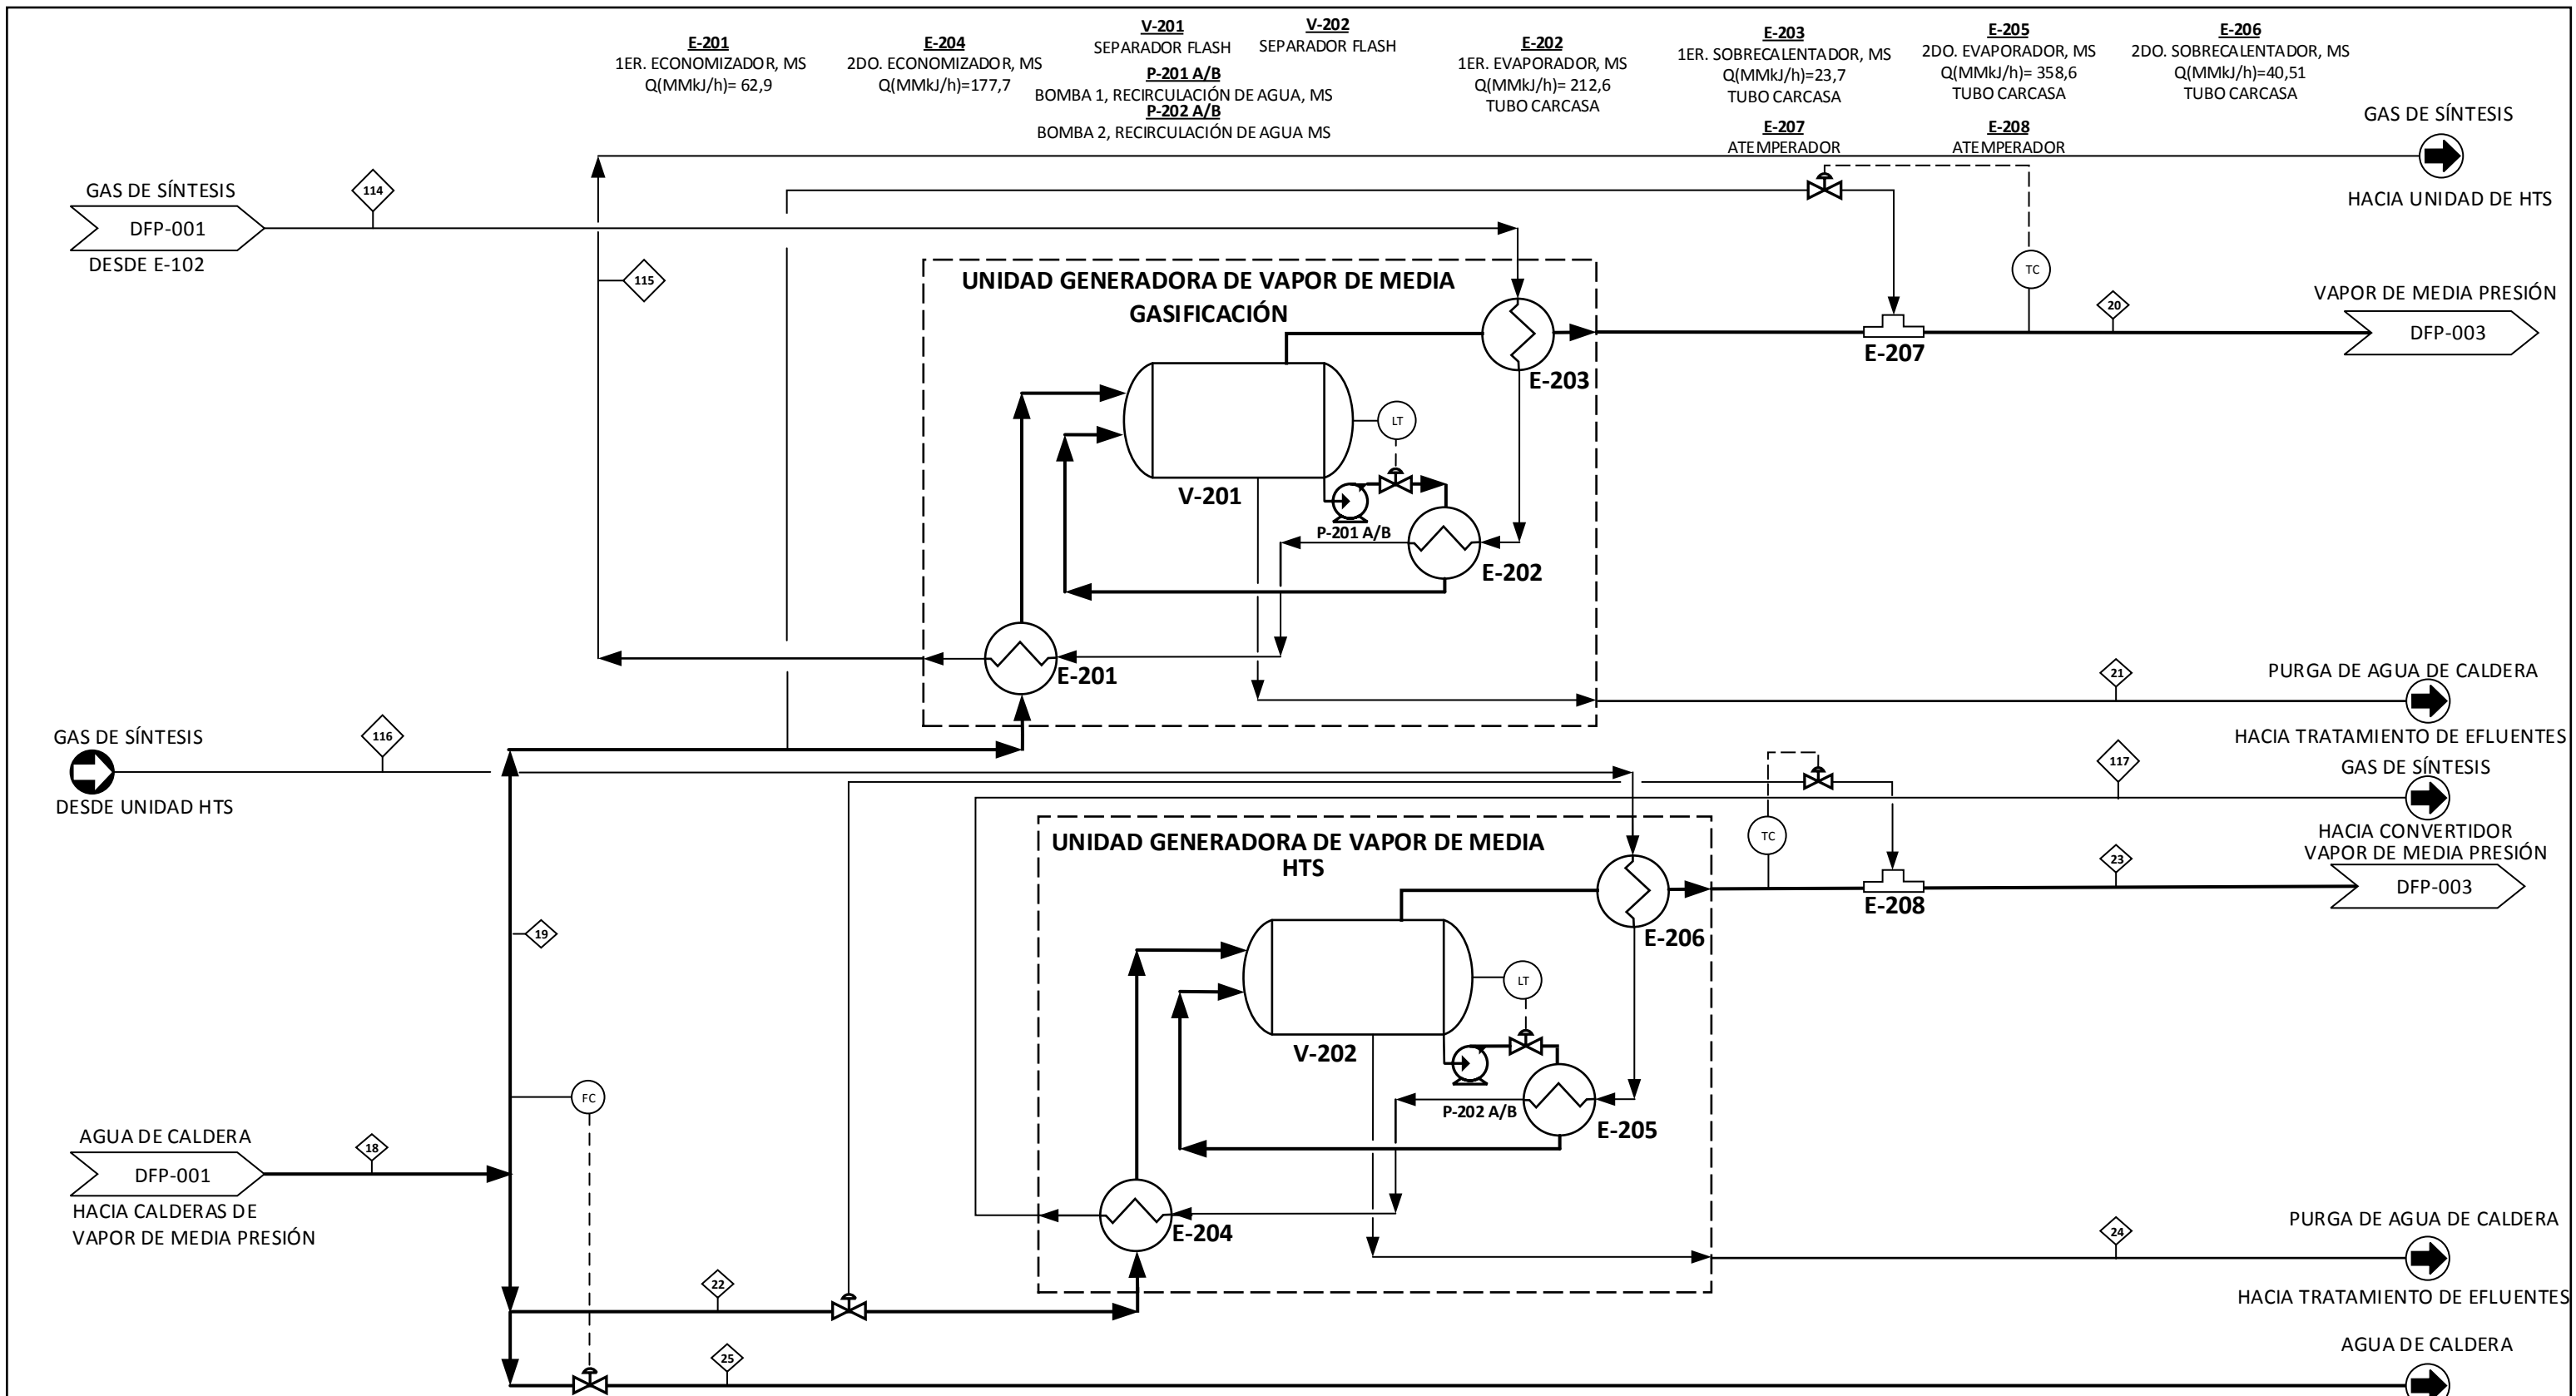 E-201
1ER. ECONOMIZADOR, MS
Q(MMkJ/h)= 62,9
E-204
2DO. ECONOMIZADOR, MS
Q(MMkJ/h)=177,7
V-201
SEPARADOR FLASH
V-202
SEPARADOR FLASH
P-201 A/B
BOMBA 1, RECIRCULACIÓN DE AGUA, MS
P-202 A/B
BOMBA 2, RECIRCULACIÓN DE AGUA MS
E-202
1ER. EVAPORADOR, MS
Q(MMkJ/h)= 212,6
TUBO CARCASA
E-203
1ER. SOBRECALENTADOR, MS
Q(MMkJ/h)=23,7
TUBO CARCASA
E-207
ATEMPERADOR
E-205
2DO. EVAPORADOR, MS
Q(MMkJ/h)= 358,6
TUBO CARCASA
E-208
ATEMPERADOR
E-206
2DO. SOBRECALENTADOR, MS
Q(MMkJ/h)=40,51
TUBO CARCASA
GAS DE SÍNTESIS
HACIA UNIDAD DE HTS
GAS DE SÍNTESIS
DFP-001
DESDE E-102
114
115
UNIDAD GENERADORA DE VAPOR DE MEDIA
GASIFICACIÓN
TC
20
VAPOR DE MEDIA PRESIÓN
DFP-003
E-207
E-203
LT
V-201
P-201 A/B
E-202
E-201
21
PURGA DE AGUA DE CALDERA
HACIA TRATAMIENTO DE EFLUENTES
GAS DE SÍNTESIS
116
DESDE UNIDAD HTS
117
GAS DE SÍNTESIS
HACIA CONVERTIDOR
UNIDAD GENERADORA DE VAPOR DE MEDIA
HTS
TC
23
VAPOR DE MEDIA PRESIÓN
DFP-003
E-208
E-206
19
LT
V-202
P-202 A/B
E-205
FC
AGUA DE CALDERA
18
DFP-001
HACIA CALDERAS DE
VAPOR DE MEDIA PRESIÓN
E-204
24
PURGA DE AGUA DE CALDERA
HACIA TRATAMIENTO DE EFLUENTES
22
25
AGUA DE CALDERA